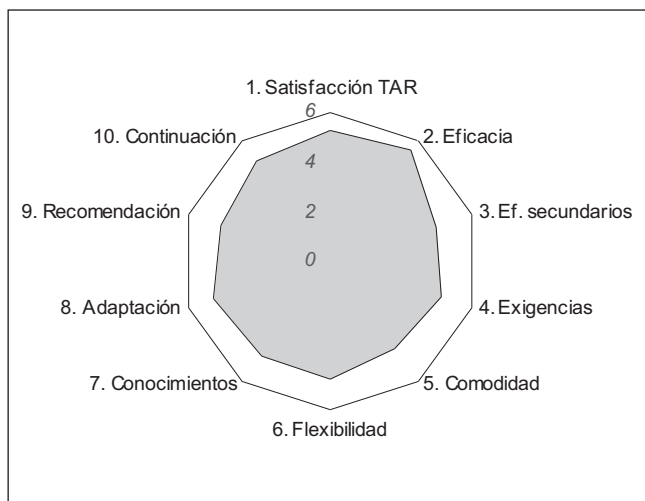 1. Satisfacción TAR
6
10. Continuación
2. Eficacia
4
9. Recomendación
2
3. Ef. secundarios
0
8. Adaptación
4. Exigencias
7. Conocimientos
5. Comodidad
6. Flexibilidad